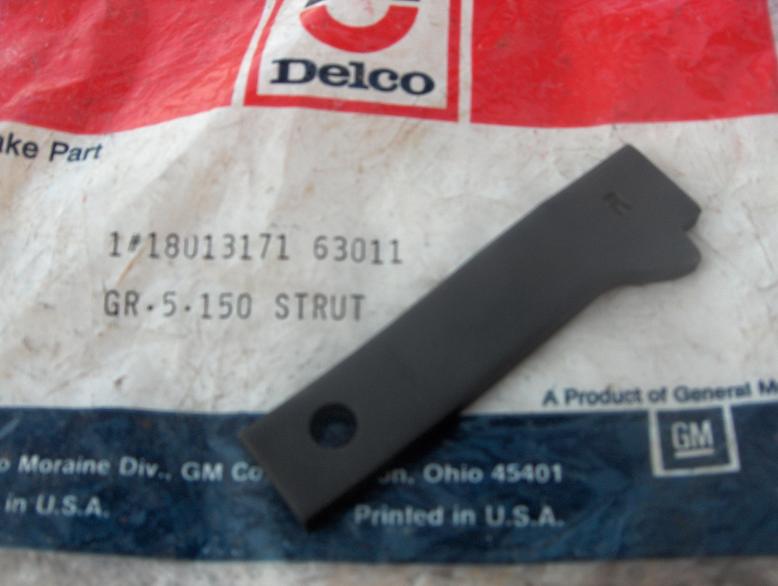 Delco
ake Part
1#18013171 63011
GR.5.150 STRUT
A Product of General M
GM
o Moraine Div., GM Co on, Ohio 45401
in U.S.A. Printed in U.S.A.